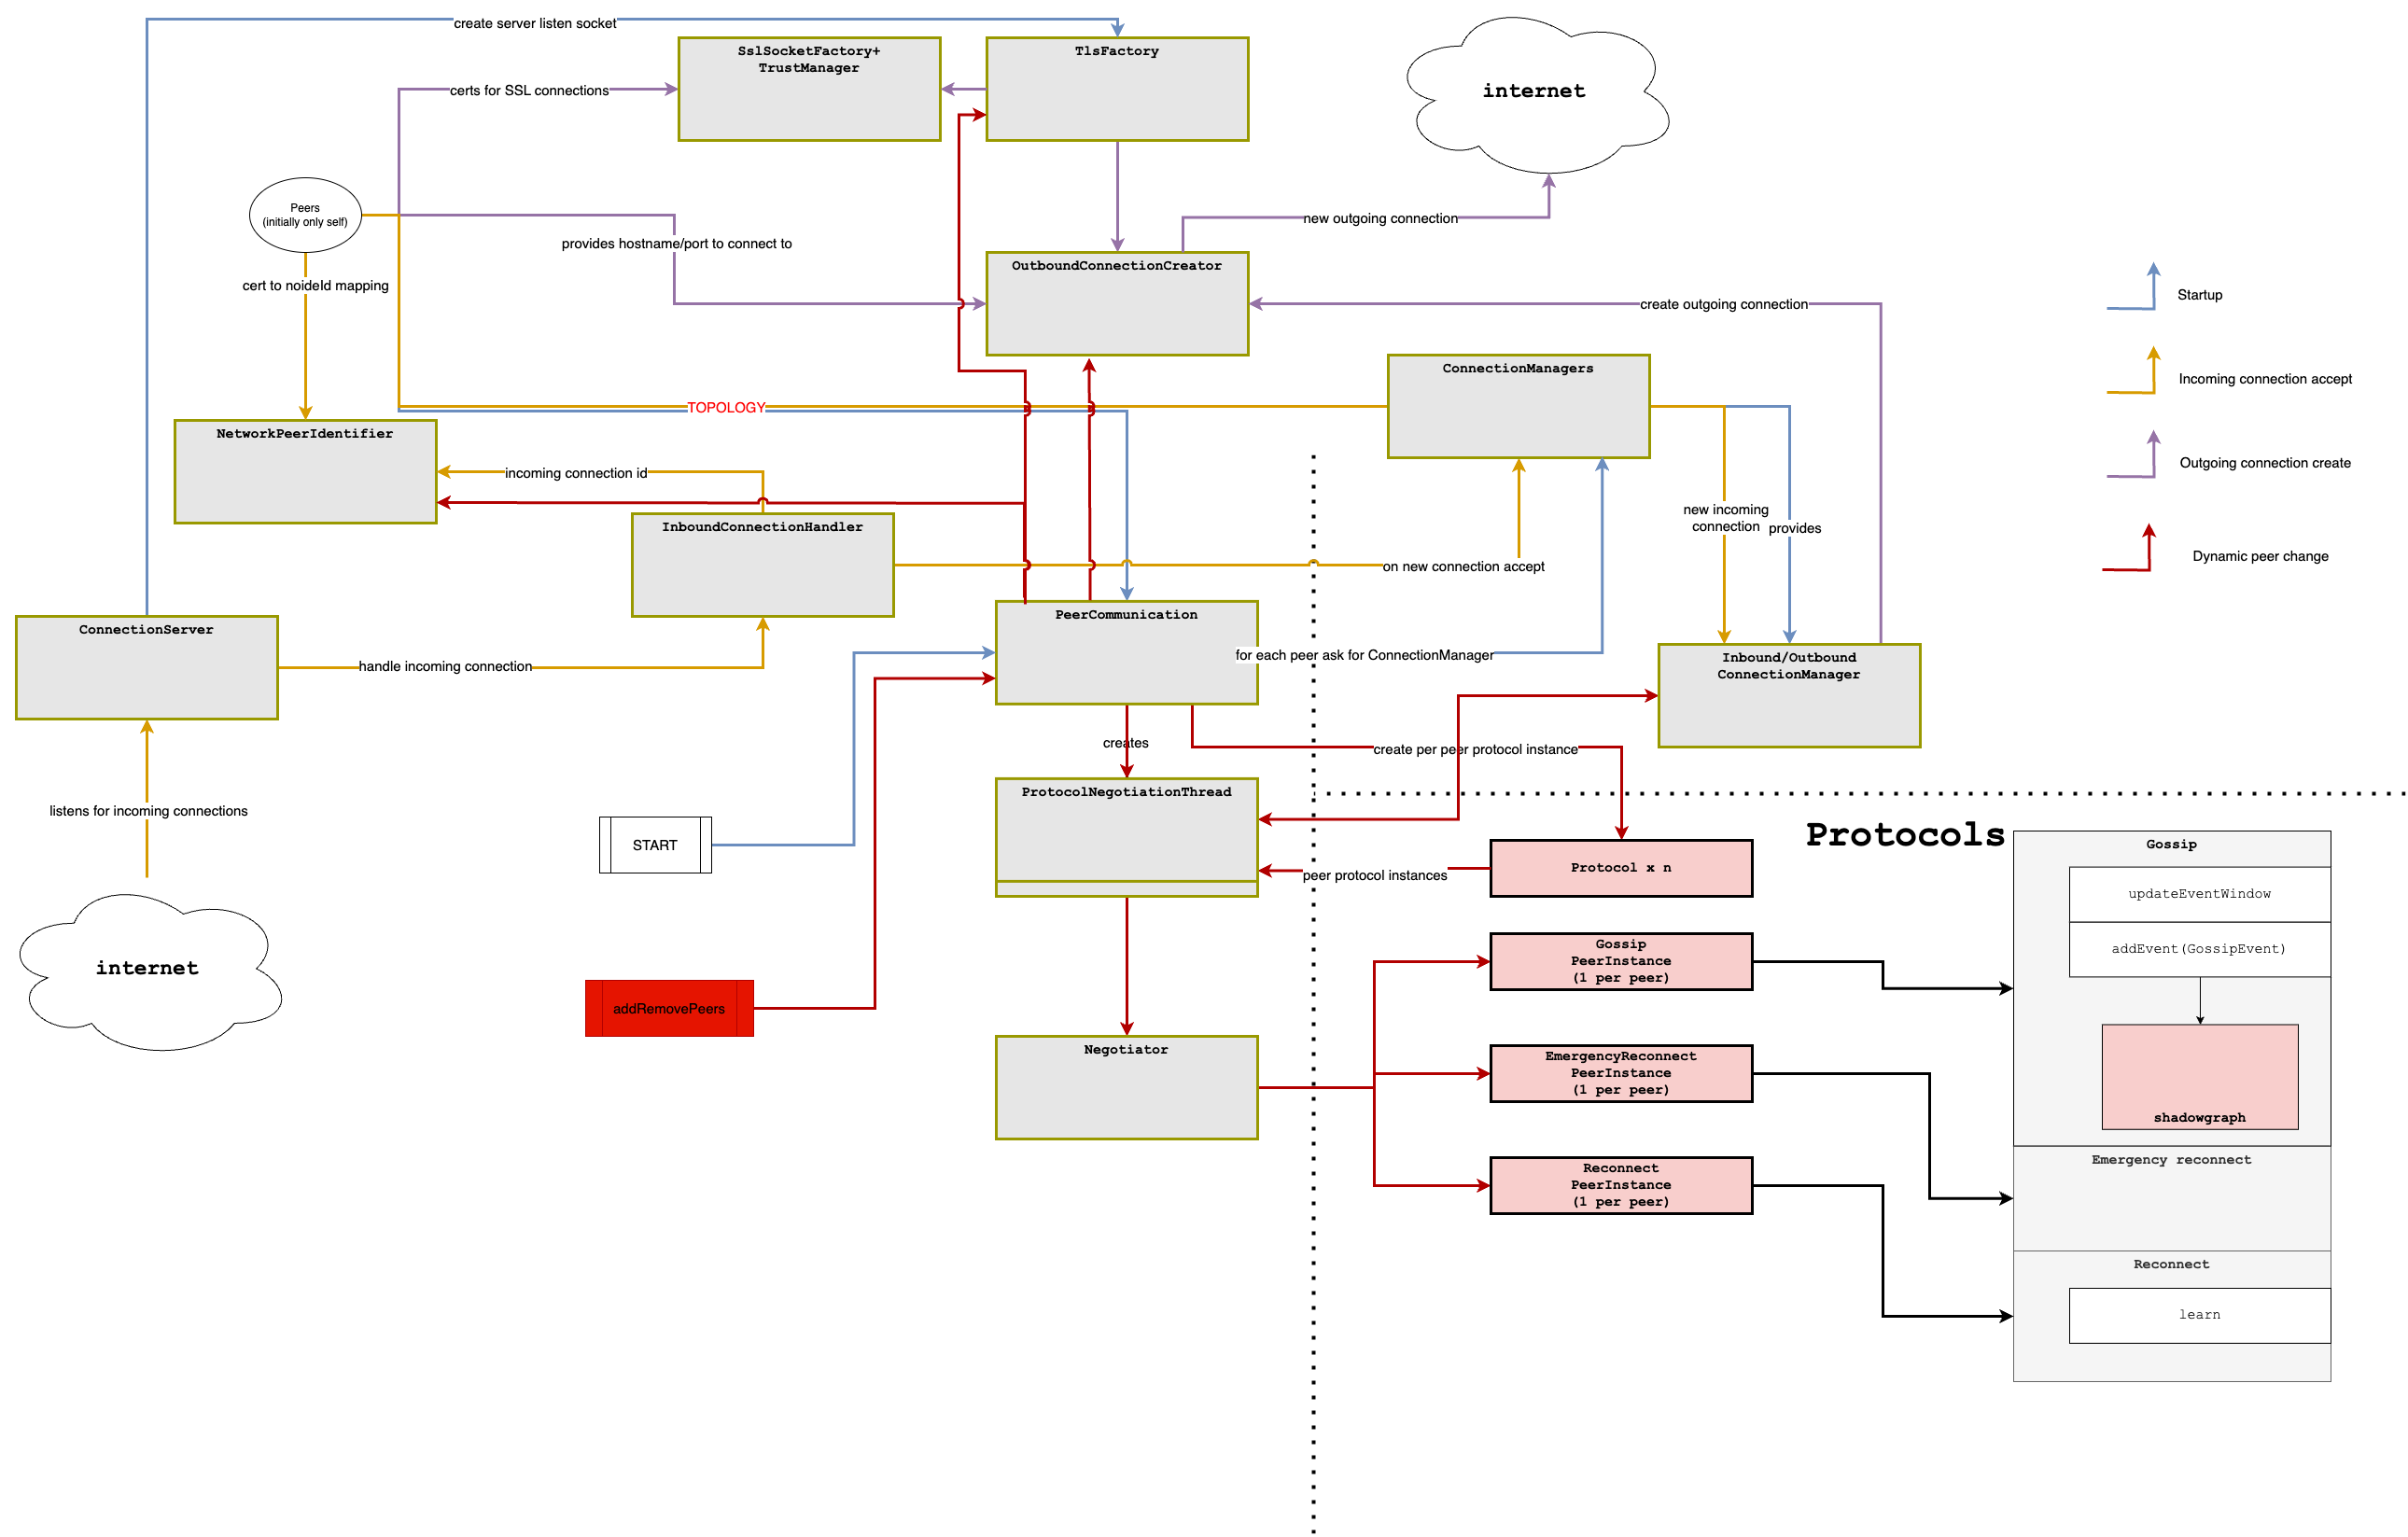 create server listen socket
SslSocketFactory+
TrustManager
TlsFactory
internet
certs for SSL connections
Peers
(initially only self)
new outgoing connection
provides hostname/port to connect to
OutboundConnectionCreator
cert to noideId mapping
create outgoing connection
Startup
ConnectionManagers
Incoming connection accept
TOPOLOGY
NetworkPeerIdentifier
incoming connection id
Outgoing connection create
new incoming
connection
provides
InboundConnectionHandler
on new connection accept
Dynamic peer change
PeerCommunication
ConnectionServer
for each peer ask for ConnectionManager
Inbound/Outbound
ConnectionManager
handle incoming connection
creates
create per peer protocol instance
ProtocolNegotiationThread
listens for incoming connections
START
Protocols
Gossip
Protocol x n
peer protocol instances
updateEventWindow
addEvent(GossipEvent)
Gossip
PeerInstance
(1 per peer)
internet
addRemovePeers
Negotiator
EmergencyReconnect
PeerInstance
(1 per peer)
shadowgraph
Emergency reconnect
Reconnect
PeerInstance
(1 per peer)
Reconnect
learn